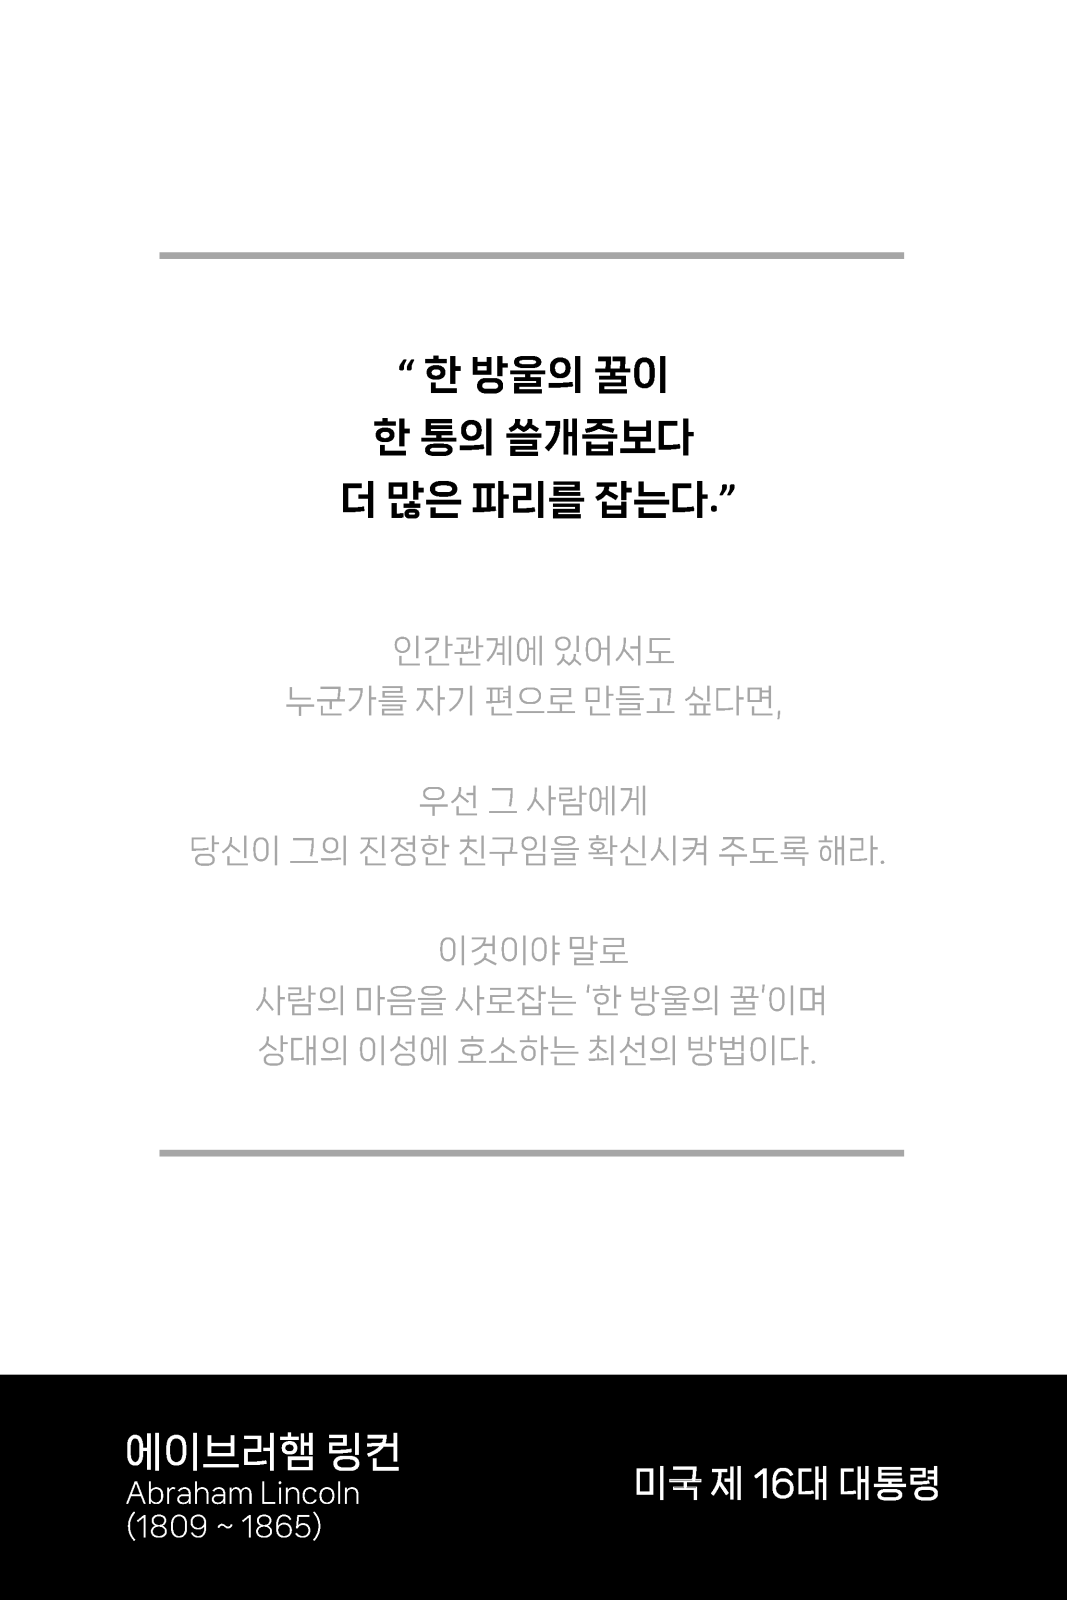 “ 한 방울의 꿀이
한 통의 쓸개즙보다
더 많은 파리를 잡는다.”
인간관계에 있어서도
누군가를 자기 편으로 만들고 싶다면,
우선 그 사람에게
당신이 그의 진정한 친구임을 확신시켜 주도록 해라.
이것이야 말로
사람의 마음을 사로잡는 ‘한 방울의 꿀’이며
상대의 이성에 호소하는 최선의 방법이다.
에이브러햄 링컨
Abraham Lincoln
(1809 ~ 1865)
미국 제 16대 대통령